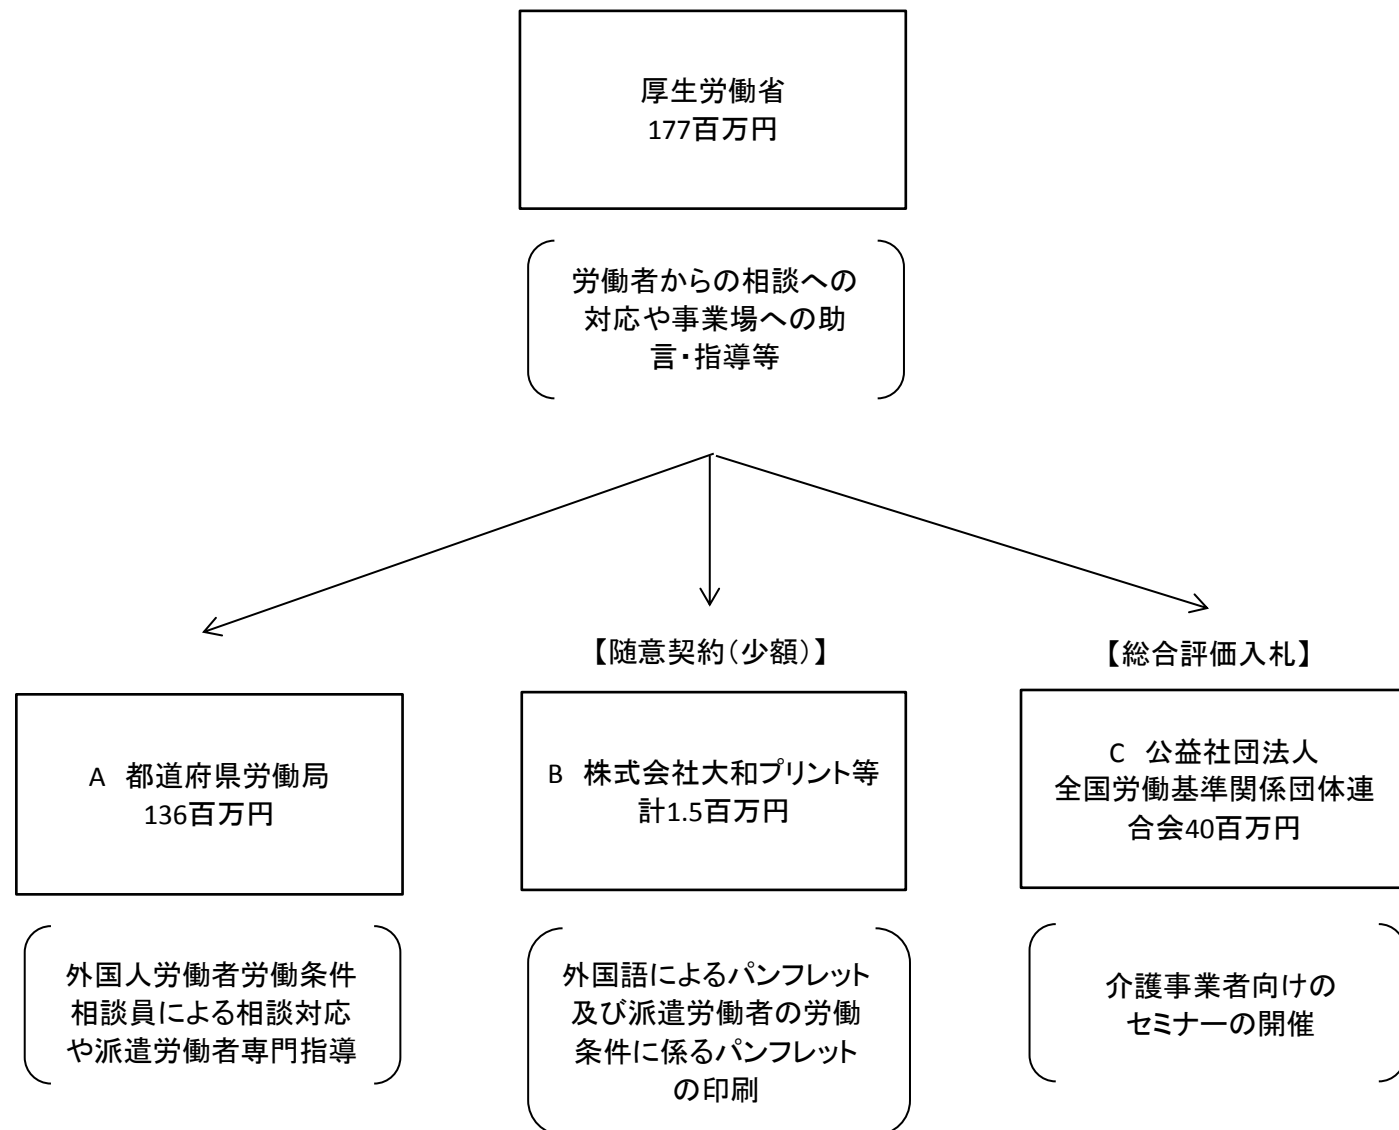 厚生労働省
177百万円
労働者からの相談への
対応や事業場への助
言・指導等
【随意契約(少額)】
【総合評価入札】
A 都道府県労働局
136百万円
B 株式会社大和プリント等
計1.5百万円
C 公益社団法人
全国労働基準関係団体連
合会40百万円
外国人労働者労働条件
相談員による相談対応
や派遣労働者専門指導
外国語によるパンフレット
及び派遣労働者の労働
条件に係るパンフレット
の印刷
介護事業者向けの
セミナーの開催